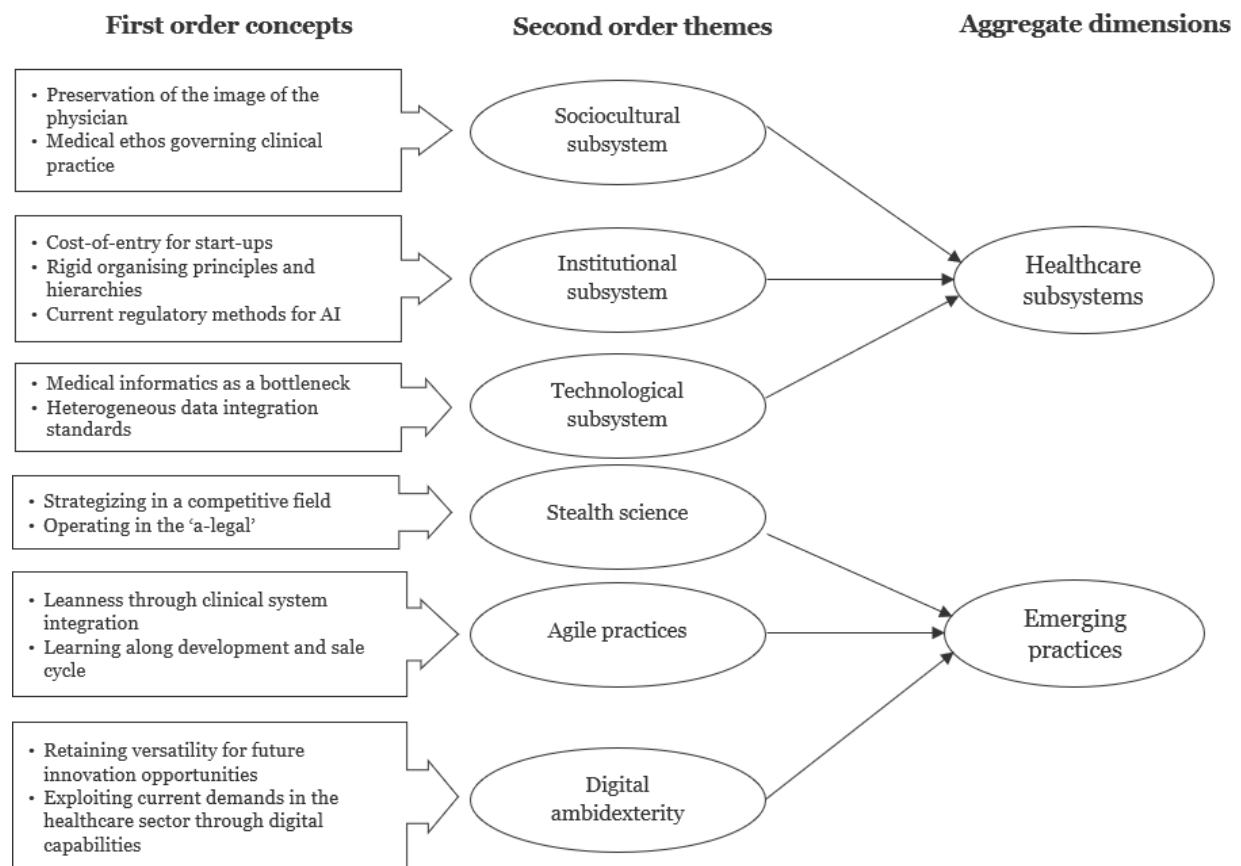 First order concepts
Second order themes
Aggregate dimensions
• Preservation of the image of the
physician
• Medical ethos governing clinical
practice
Sociocultural
subsystem
• Cost-of-entry for start-ups
• Rigid organising principles and
hierarchies
• Current regulatory methods for AI
Institutional
subsystem
Healthcare
subsystems
• Medical informatics as a bottleneck
• Heterogeneous data integration
standards
Technological
subsystem
• Strategizing in a competitive field
• Operating in the ‘a-legal’
Stealth science
• Leanness through clinical system
integration
• Learning along development and sale
cycle
Agile practices
Emerging
practices
• Retaining versatility for future
innovation opportunities
• Exploiting current demands in the
healthcare sector through digital
capabilities
Digital
ambidexterity